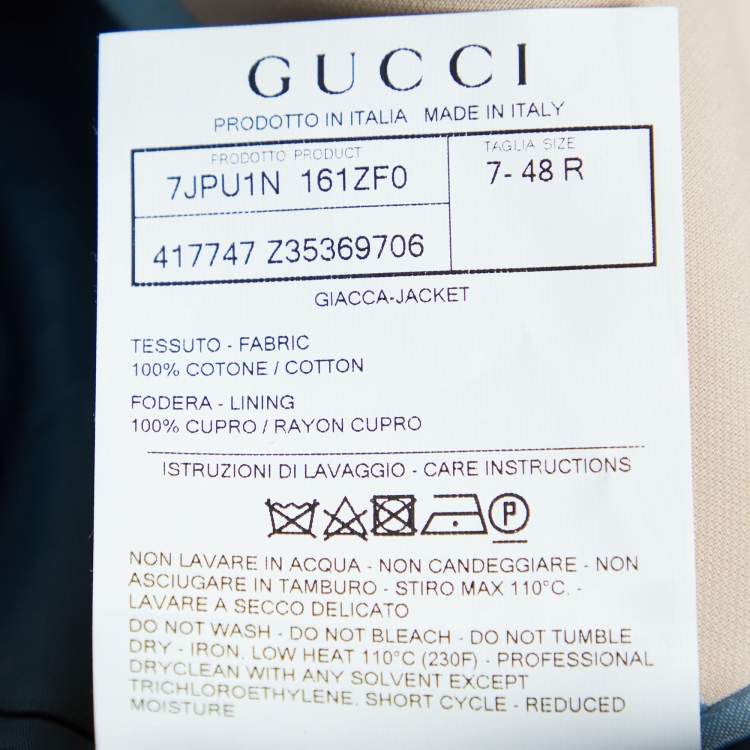 GUCCI
PRODOTTO IN ITALIA MADE IN ITALY
PRODOTTO PRODUCT
7JPU1N 161ZF0
417747 Z35369706
TAGLIA SIZE
7- 48 R
GIACCA-JACKET
TESSUTO - FABRIC
100% COTONE / COTTON
FODERA - LINING
100% CUPRO / RAYON CUPRO
ISTRUZIONI DI LAVAGGIO - CARE INSTRUCTIONS
P
NON LAVARE IN ACQUA - NON CANDEGGIARE - NON
ASCIUGARE IN TAMBURO - STIRO MAX 110°C. -
LAVARE A SECCO DELICATO
DO NOT WASH - DO NOT BLEACH - DO NOT TUMBLE
DRY - IRON, LOW HEAT 110°C (230F) - PROFESSIONAL
DRYCLEAN WITH ANY SOLVENT EXCEPT
TRICHLOROETHYLENE, SHORT CYCLE - REDUCED
MOISTURE